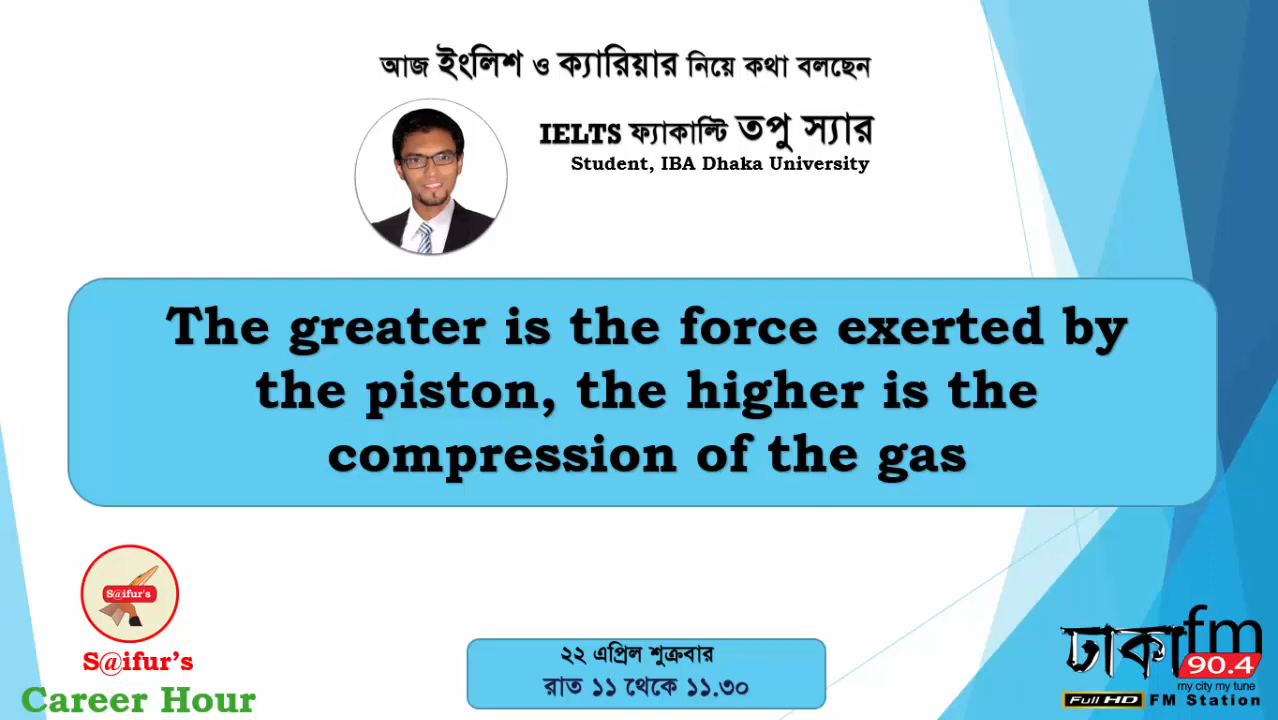 আজ ইংলিশ ও ক্যারিয়ার নিয়ে কথা বলছেন
IELTS ফ্যাকাল্টি তপু স্যার
Student, IBA Dhaka University
The greater is the force exerted by
the piston, the higher is the
compression of the gas
S@ifur's
S@ifur's
Career Hour
২২ এপ্রিল শুক্রবার
রাত ১১ থেকে ১১.৩০
ঢাকা fm
90.4
my city my tune
Full HD FM Station